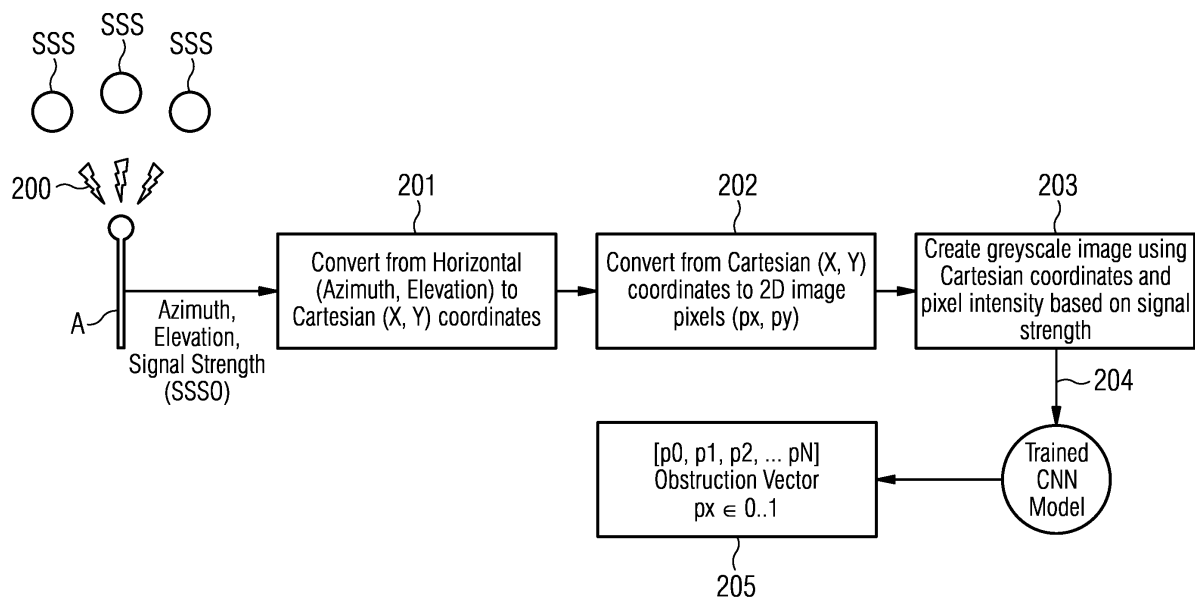 SSS
SSS
SSS
200
A
Azimuth,
Elevation,
Signal Strength
(SSS0)
201
Convert from Horizontal
(Azimuth, Elevation) to
Cartesian (X, Y) coordinates
202
Convert from Cartesian (X, Y)
coordinates to 2D image
pixels (px, py)
203
Create greyscale image using
Cartesian coordinates and
pixel intensity based on signal
strength
204
Trained
CNN
Model
[p0, p1, p2, ... pN]
Obstruction Vector
px ∈ 0..1
205